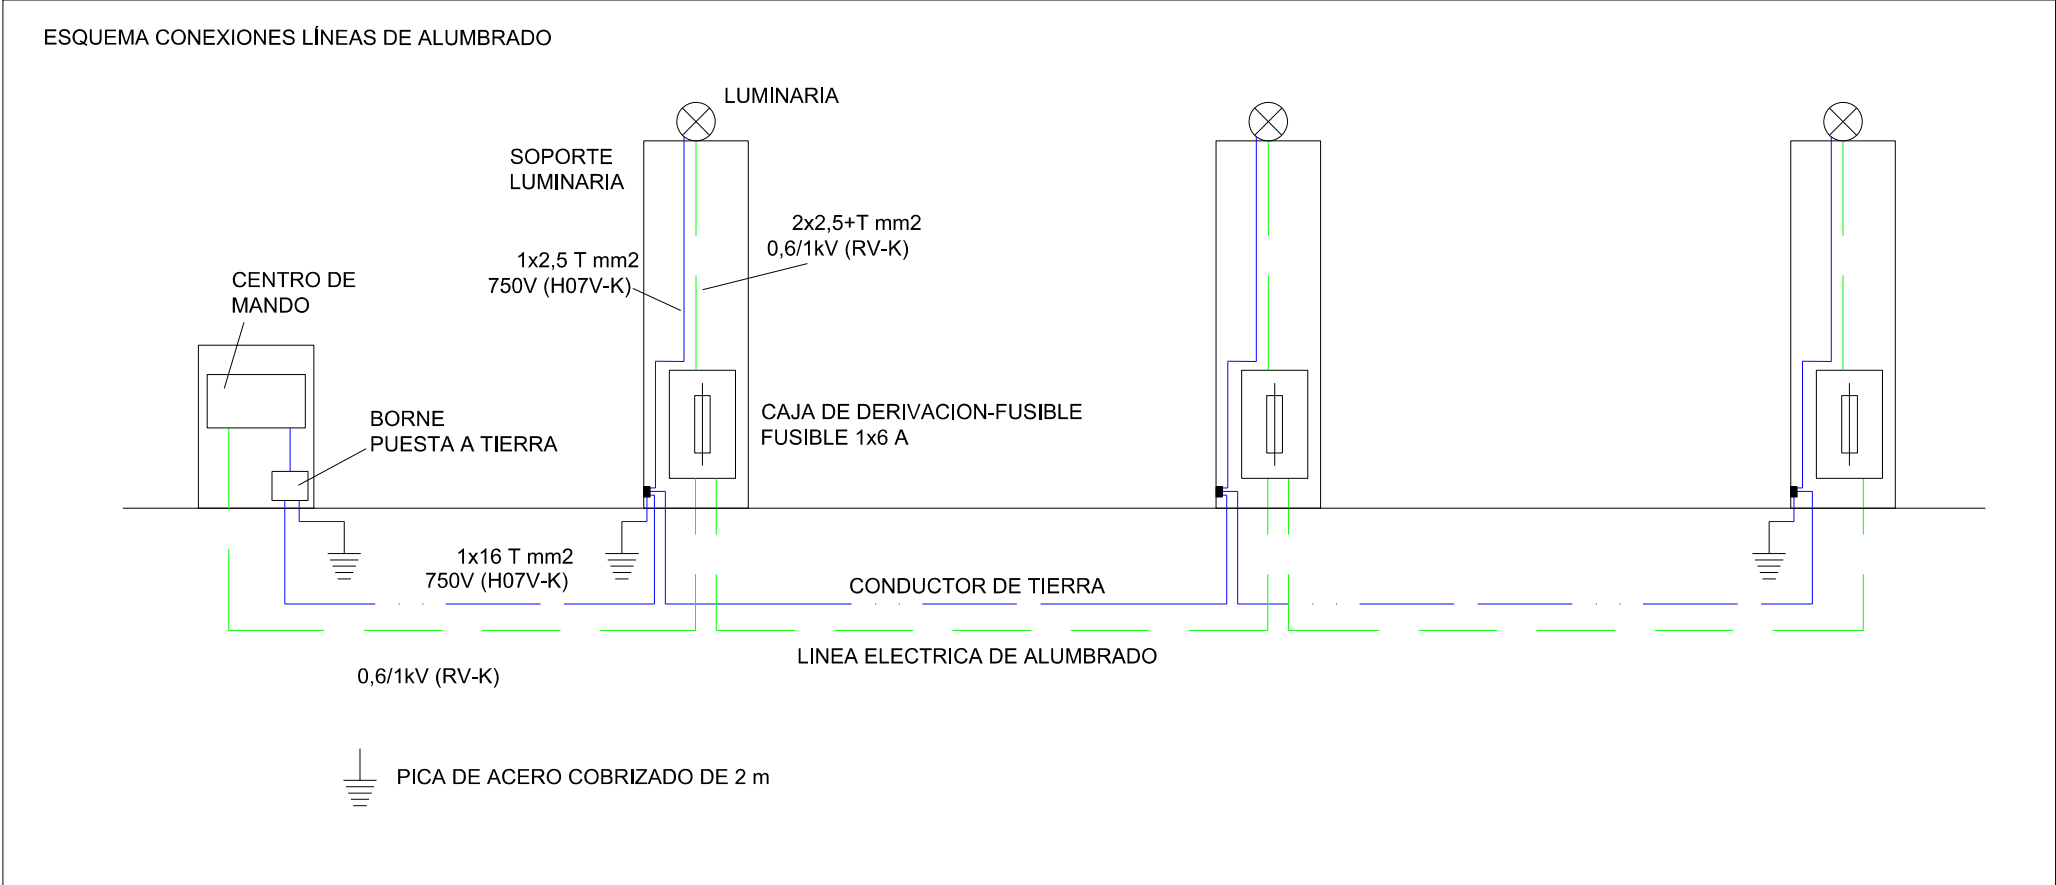 ESQUEMA CONEXIONES LÍNEAS DE ALUMBRADO
LUMINARIA
SOPORTE
LUMINARIA
2x2,5+T mm2
0,6/1kV (RV-K)
1x2,5 T mm2
750V (H07V-K)
CENTRO DE
MANDO
BORNE
PUESTA A TIERRA
CAJA DE DERIVACION-FUSIBLE
FUSIBLE 1x6 A
1x16 T mm2
750V (H07V-K)
CONDUCTOR DE TIERRA
LINEA ELECTRICA DE ALUMBRADO
0,6/1kV (RV-K)
PICA DE ACERO COBRIZADO DE 2 m